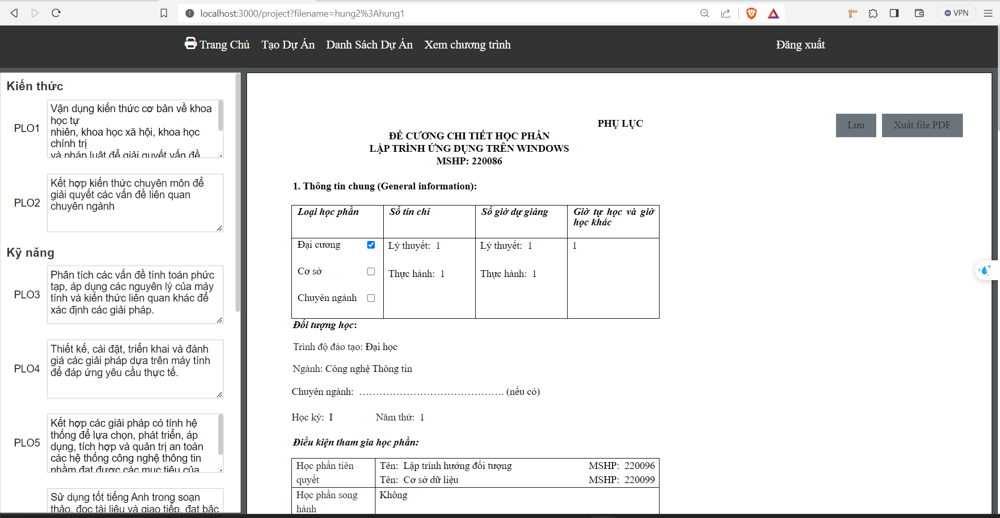 localhost:3000/project?filename=hung2%3Ahung1
VPN
Trang Chủ
Tạo Dự Án
Danh Sách Dự Án
Xem chương trình
Đăng xuất
Kiến thức
PLO1
Vận dụng kiến thức cơ bản về khoa
học tự
nhiên, khoa học xã hội, khoa học
chính trị
và pháp luật để giải quyết vấn đề
PLO2
Kết hợp kiến thức chuyên môn để
giải quyết các vấn đề liên quan
chuyên ngành
Kỹ năng
PLO3
Phân tích các vấn đề tính toán phức
tạp, áp dụng các nguyên lý của máy
tính và kiến thức liên quan khác để
xác định các giải pháp.
PLO4
Thiết kế, cài đặt, triển khai và đánh
giá các giải pháp dựa trên máy tính
để đáp ứng yêu cầu thực tế.
PLO5
Kết hợp các giải pháp có tính hệ
thống để lựa chọn, phát triển, áp
dụng, tích hợp và quản trị an toàn
các hệ thống công nghệ thông tin
nhằm đạt được các mục tiêu của
Sử dụng tốt tiếng Anh trong soạn
thảo, đọc tài liệu và giao tiếp, đạt bậc
PHỤ LỤC
Lưu
Xuất file PDF
ĐỀ CƯƠNG CHI TIẾT HỌC PHẦN
LẬP TRÌNH ỨNG DỤNG TRÊN WINDOWS
MSHP: 220086
1. Thông tin chung (General information):
Loại học phần
Số tín chỉ
Số giờ dự giảng
Giờ tự học và giờ
học khác
Đại cương
Lý thuyết: 1
Lý thuyết: 1
1
Cơ sở
Thực hành: 1
Thực hành: 1
Chuyên ngành
Đối tượng học:
Trình độ đào tạo: Đại học
Ngành: Công nghệ Thông tin
Chuyên ngành: ……………………………………. (nếu có)
Học kỳ: I Năm thứ: 1
Điều kiện tham gia học phần:
Học phần tiên
quyết
Tên: Lập trình hướng đối tượng MSHP: 220096
Tên: Cơ sở dữ liệu MSHP: 220099
Học phần song
hành
Không